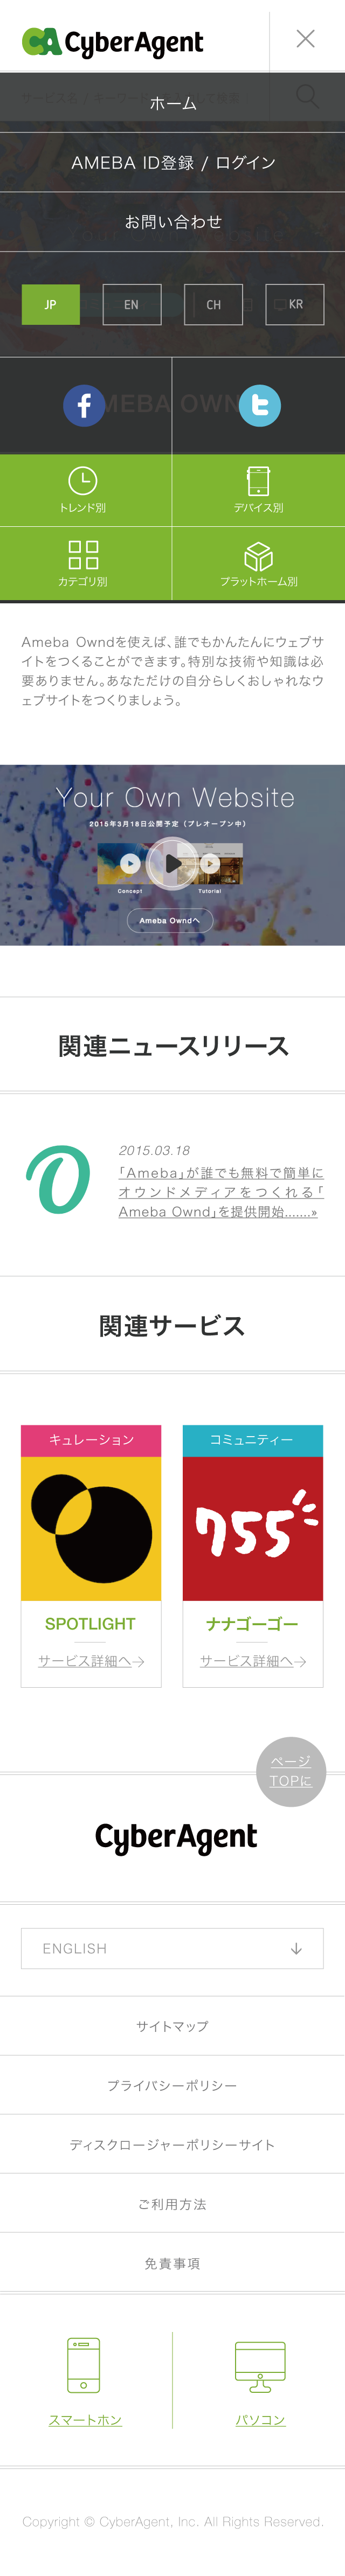 CA CyberAgent
ホーム
AMEBA ID登録 / ログイン
お問い合わせ
JP
EN
CH
KR
AMEBA OWN
トレンド別
デバイス別
カテゴリ別
プラットホーム別
Ameba Owndを使えば、誰でもかんたんにウェブサ
イトをつくることができます。特別な技術や知識は必
要ありません。あなただけの自分らしくおしゃれなウ
ェブサイトをつくりましょう。
Your Own Website
2015年3月18日公開予定（プレオープン中）
Concept
Tutorial
Ameba Owndへ
関連ニュースリリース
2015.03.18
「Ameba」が誰でも無料で簡単に
オウンドメディアをつくれる「
Ameba Ownd」を提供開始.......»
関連サービス
キュレーション
コミュニティー
755
SPOTLIGHT
ナナゴーゴー
サービス詳細へ
サービス詳細へ
ページ
TOPに
CyberAgent
ENGLISH
サイトマップ
プライバシーポリシー
ディスクロージャーポリシーサイト
ご利用方法
免責事項
スマートホン
パソコン
Copyright © CyberAgent, Inc. All Rights Reserved.